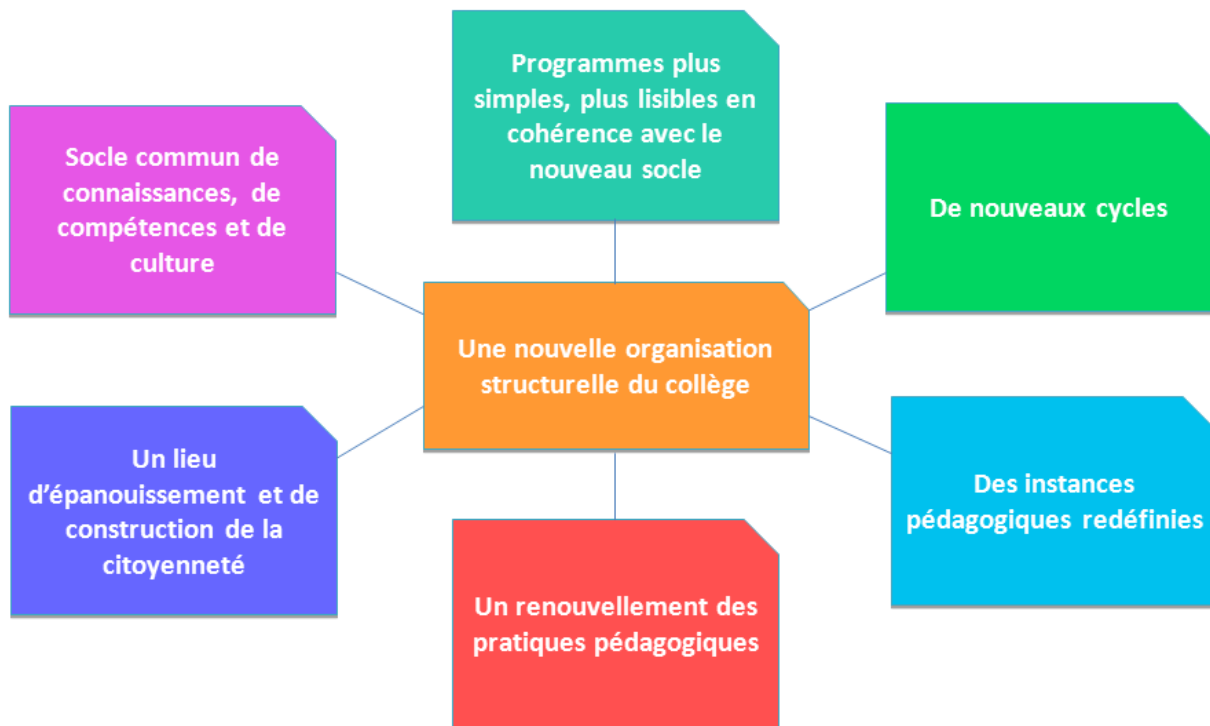 Programmes plus
simples, plus lisibles en
cohérence avec le
nouveau socle
Socle commun de
connaissances, de
compétences et de
culture
De nouveaux cycles
Une nouvelle organisation
structurelle du collège
Un lieu
d’épanouissement et de
construction de la
citoyenneté
Des instances
pédagogiques redéfinies
Un renouvellement des
pratiques pédagogiques